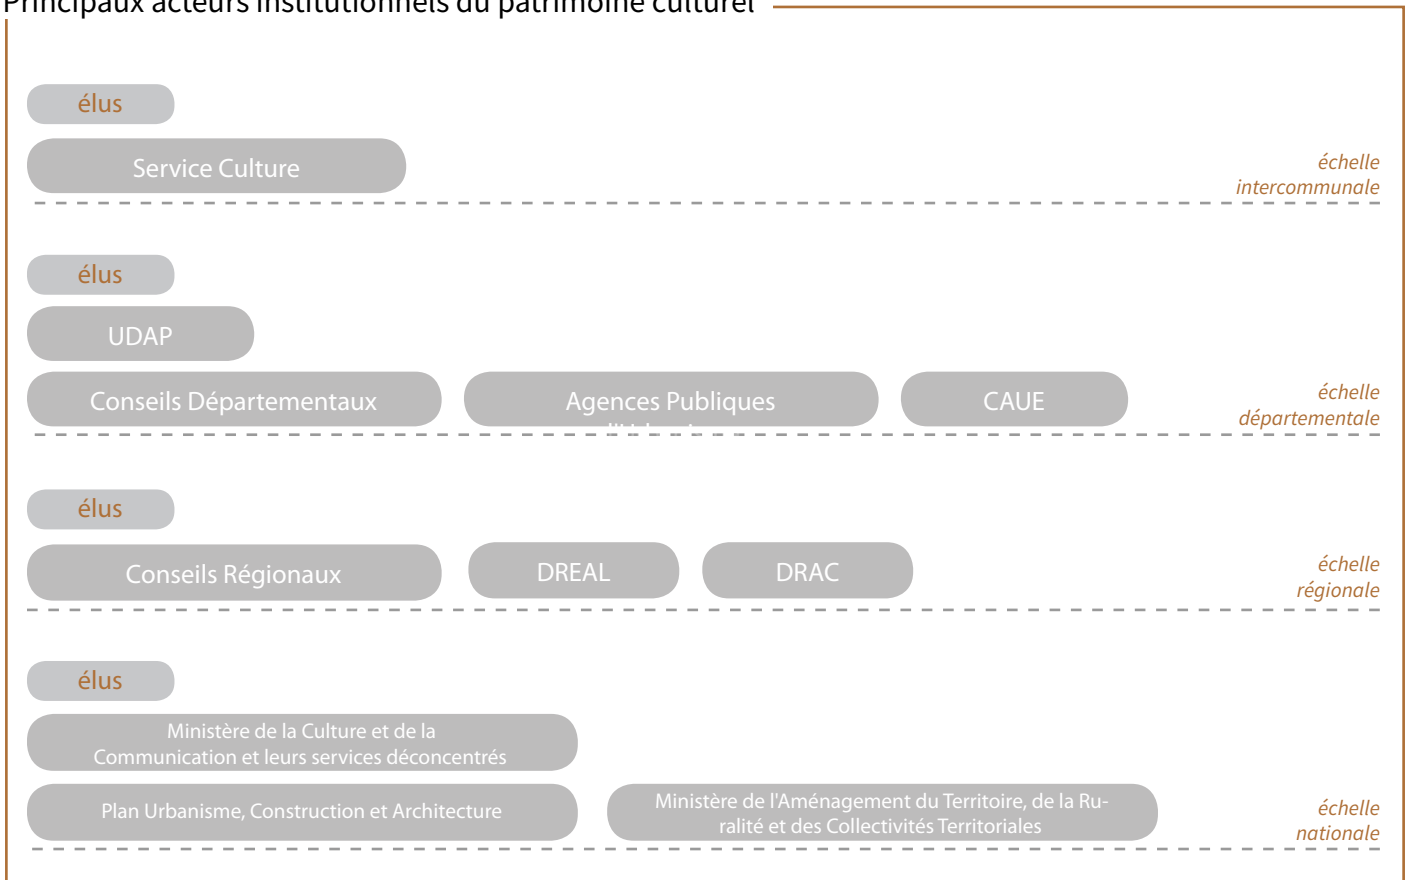 Principaux acteurs institutionnels du patrimoine culturel
élus
Service Culture
échelle
intercommunale
élus
UDAP
Conseils Départementaux
Agences Publiques
CAUE
échelle
départementale
élus
Conseils Régionaux
DREAL
DRAC
échelle
régionale
élus
Ministère de la Culture et de la
Communication et leurs services déconcentrés
Plan Urbanisme, Construction et Architecture
Ministère de l'Aménagement du Territoire, de la Ru-
ralité et des Collectivités Territoriales
échelle
nationale